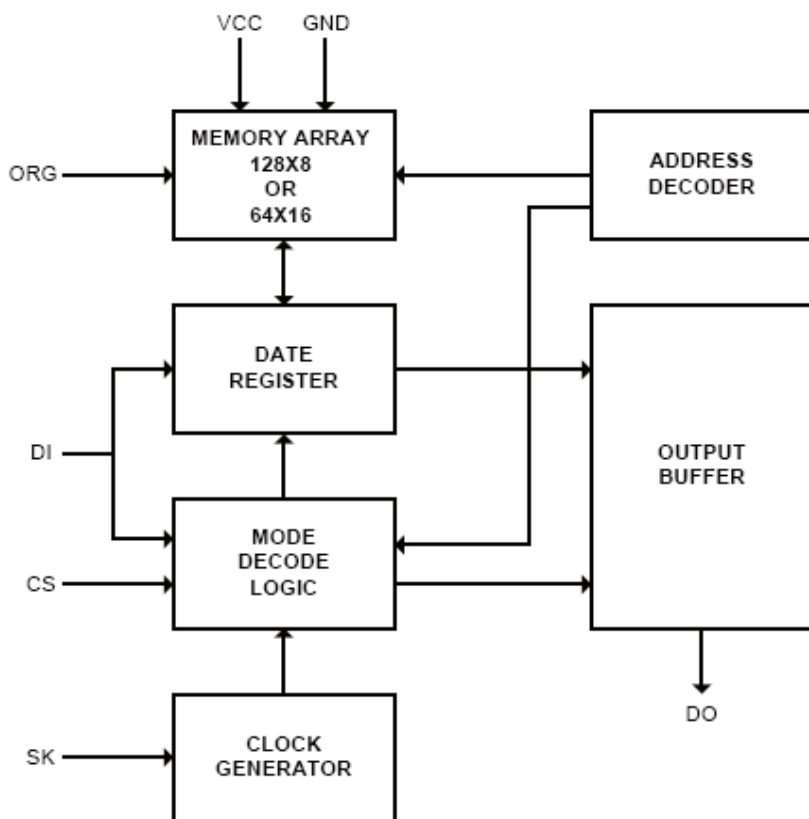 VCC
GND
ORG
MEMORY ARRAY
128X8
OR
64X16
ADDRESS
DECODER
DATE
REGISTER
DI
OUTPUT
BUFFER
MODE
DECODE
LOGIC
CS
DO
SK
CLOCK
GENERATOR